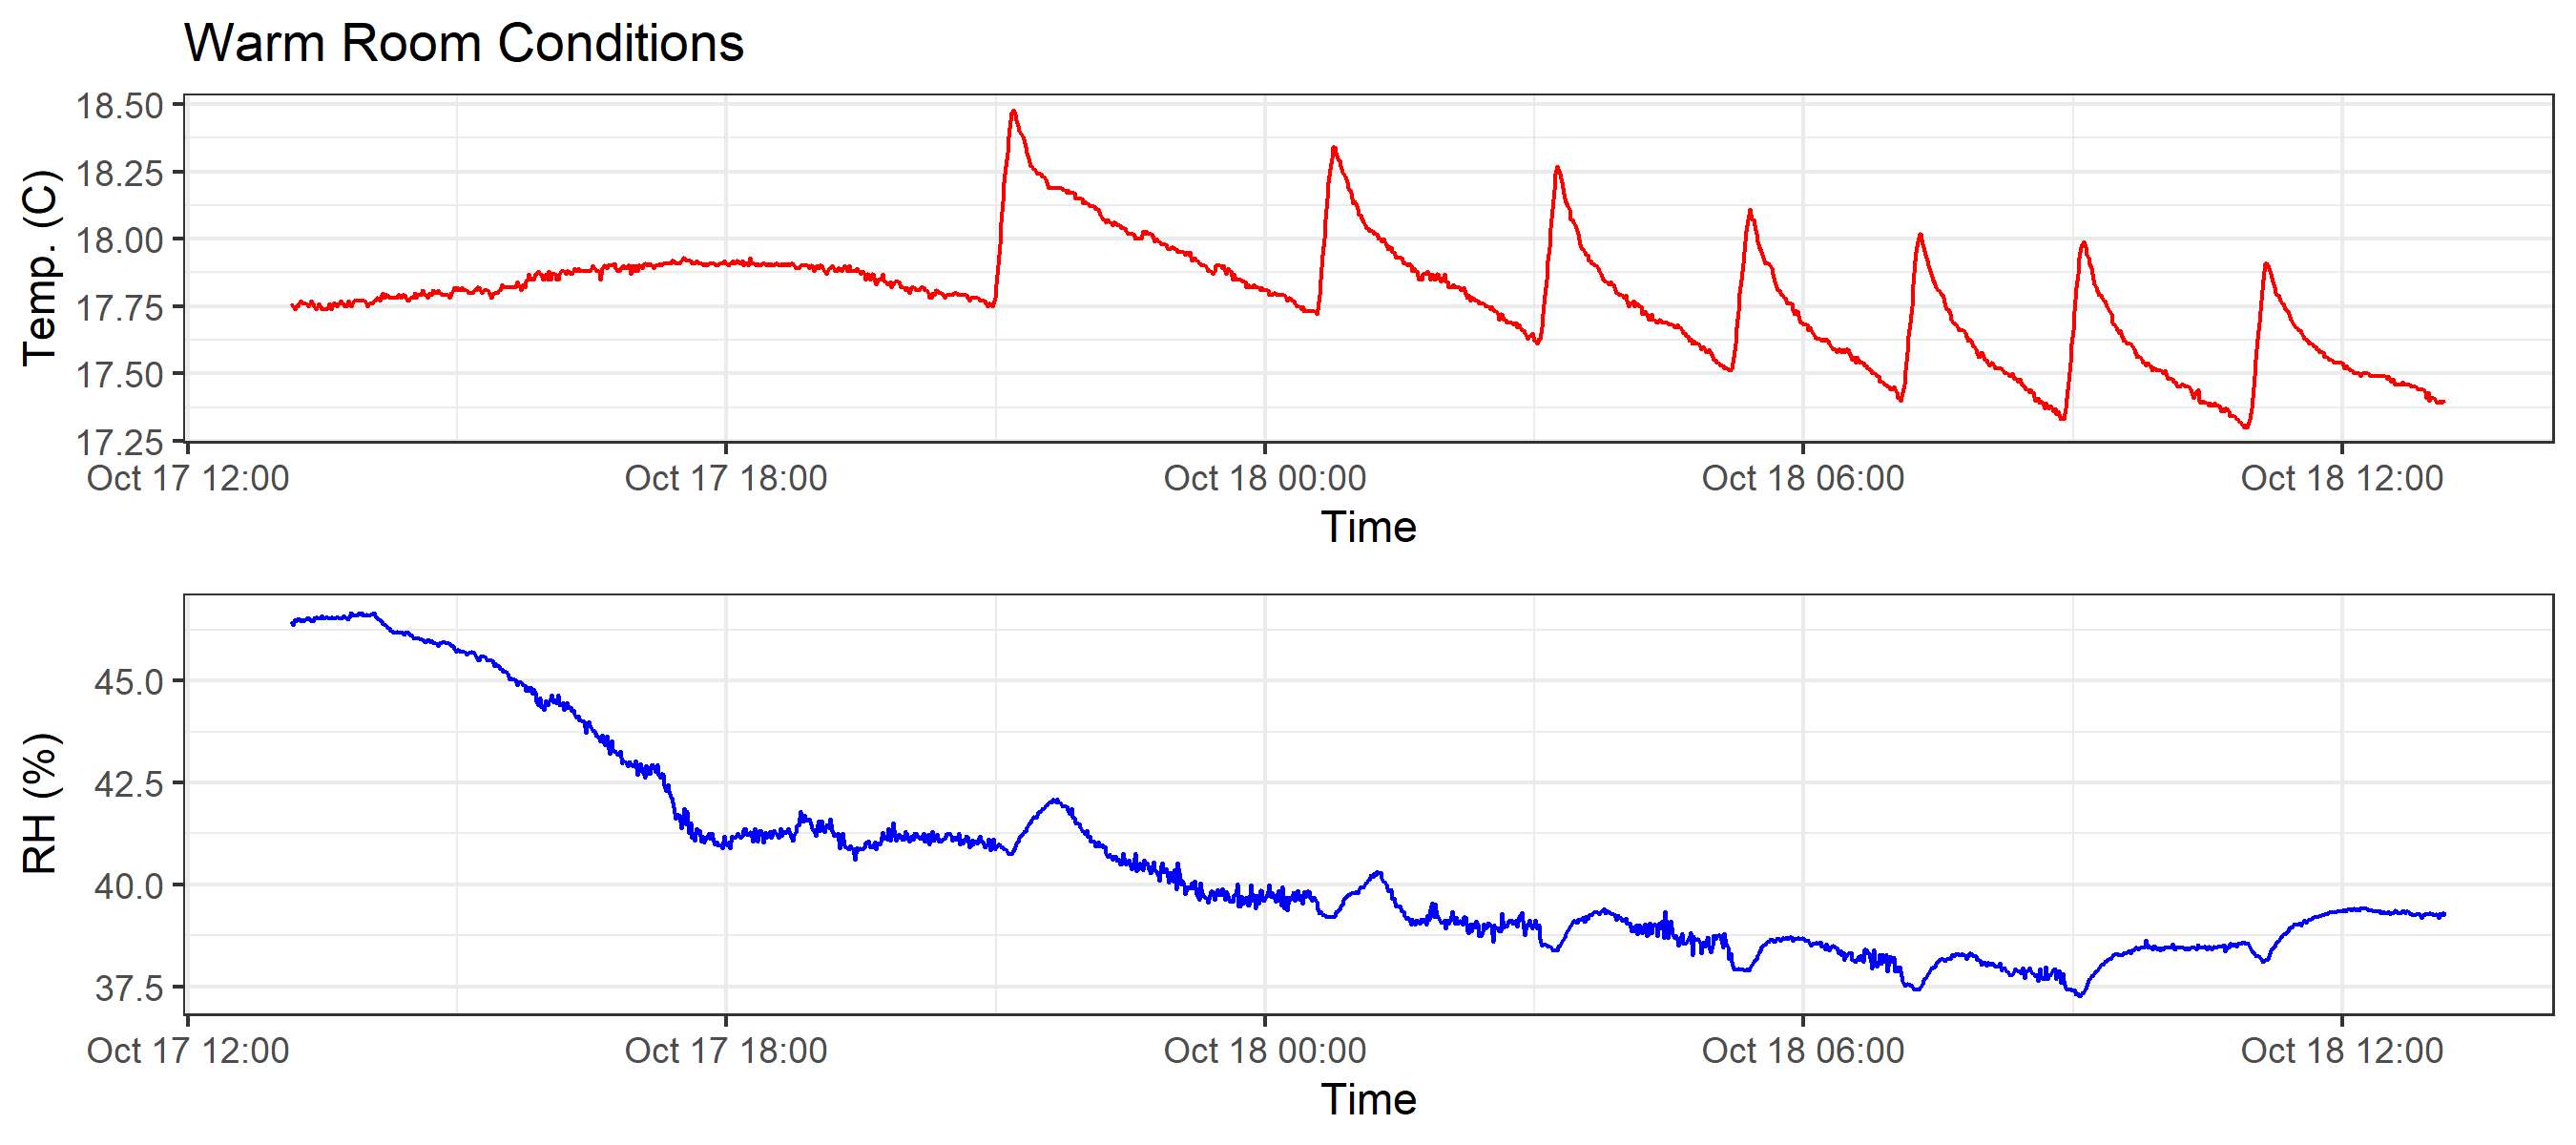 Warm Room Conditions
18.50
18.25
18.00
17.75
17.50
17.25
Temp. (C)
Oct 17 12:00 Oct 17 18:00 Oct 18 00:00 Oct 18 06:00 Oct 18 12:00
Time
45.0
42.5
40.0
37.5
RH (%)
Oct 17 12:00 Oct 17 18:00 Oct 18 00:00 Oct 18 06:00 Oct 18 12:00
Time